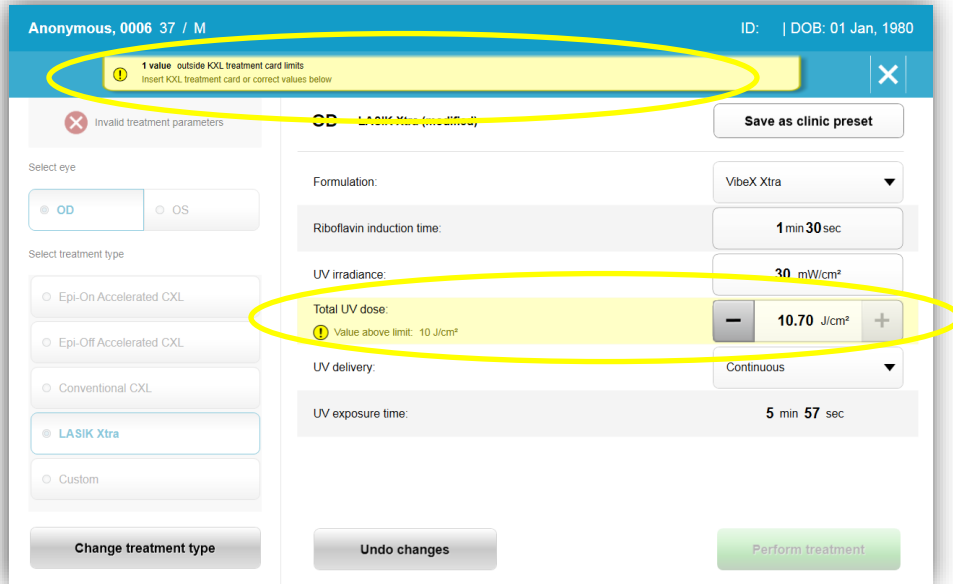 Anonymous, 0006 37 / M
ID: | DOB: 01 Jan, 1980
1 value outside KXL treatment card limits
Insert KXL treatment card or correct values below
Invalid treatment parameters
OD LASIK Xtra (modified)
Save as clinic preset
Select eye
OD
OS
Select treatment type
Epi-On Accelerated CXL
Epi-Off Accelerated CXL
Conventional CXL
LASIK Xtra
Custom
Change treatment type
Formulation:
VibeX Xtra
Riboflavin induction time:
1 min 30 sec
UV irradiance:
30 mW/cm²
Total UV dose:
Value above limit: 10 J/cm²
10.70 J/cm²
UV delivery:
Continuous
UV exposure time:
5 min 57 sec
Undo changes
Perform treatment